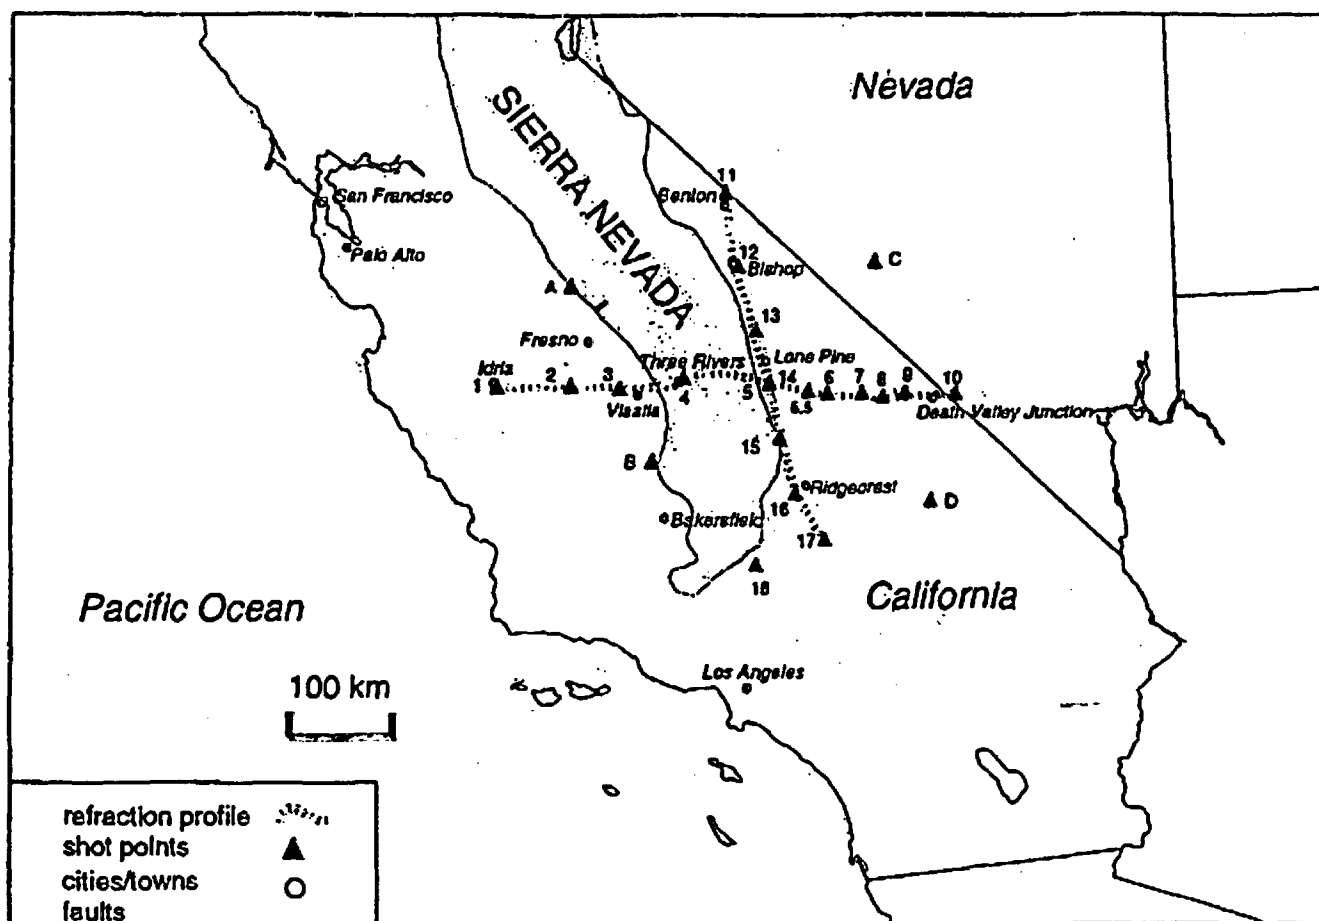 Nevada
SIERRA NEVADA
11
San Francisco
Benton
Palo Alto
12
Bishop
C
A
13
Fresno
Three Rivers
Lone Pine
Idria
1
2
3
4
5
14
5.5
6
7
8
9
10
Visalia
Death Valley Junction
15
B
Ridgecrest
16
D
Bakersfield
17
18
Pacific Ocean
California
Los Angeles
100 km
refraction profile
shot points
cities/towns
faults